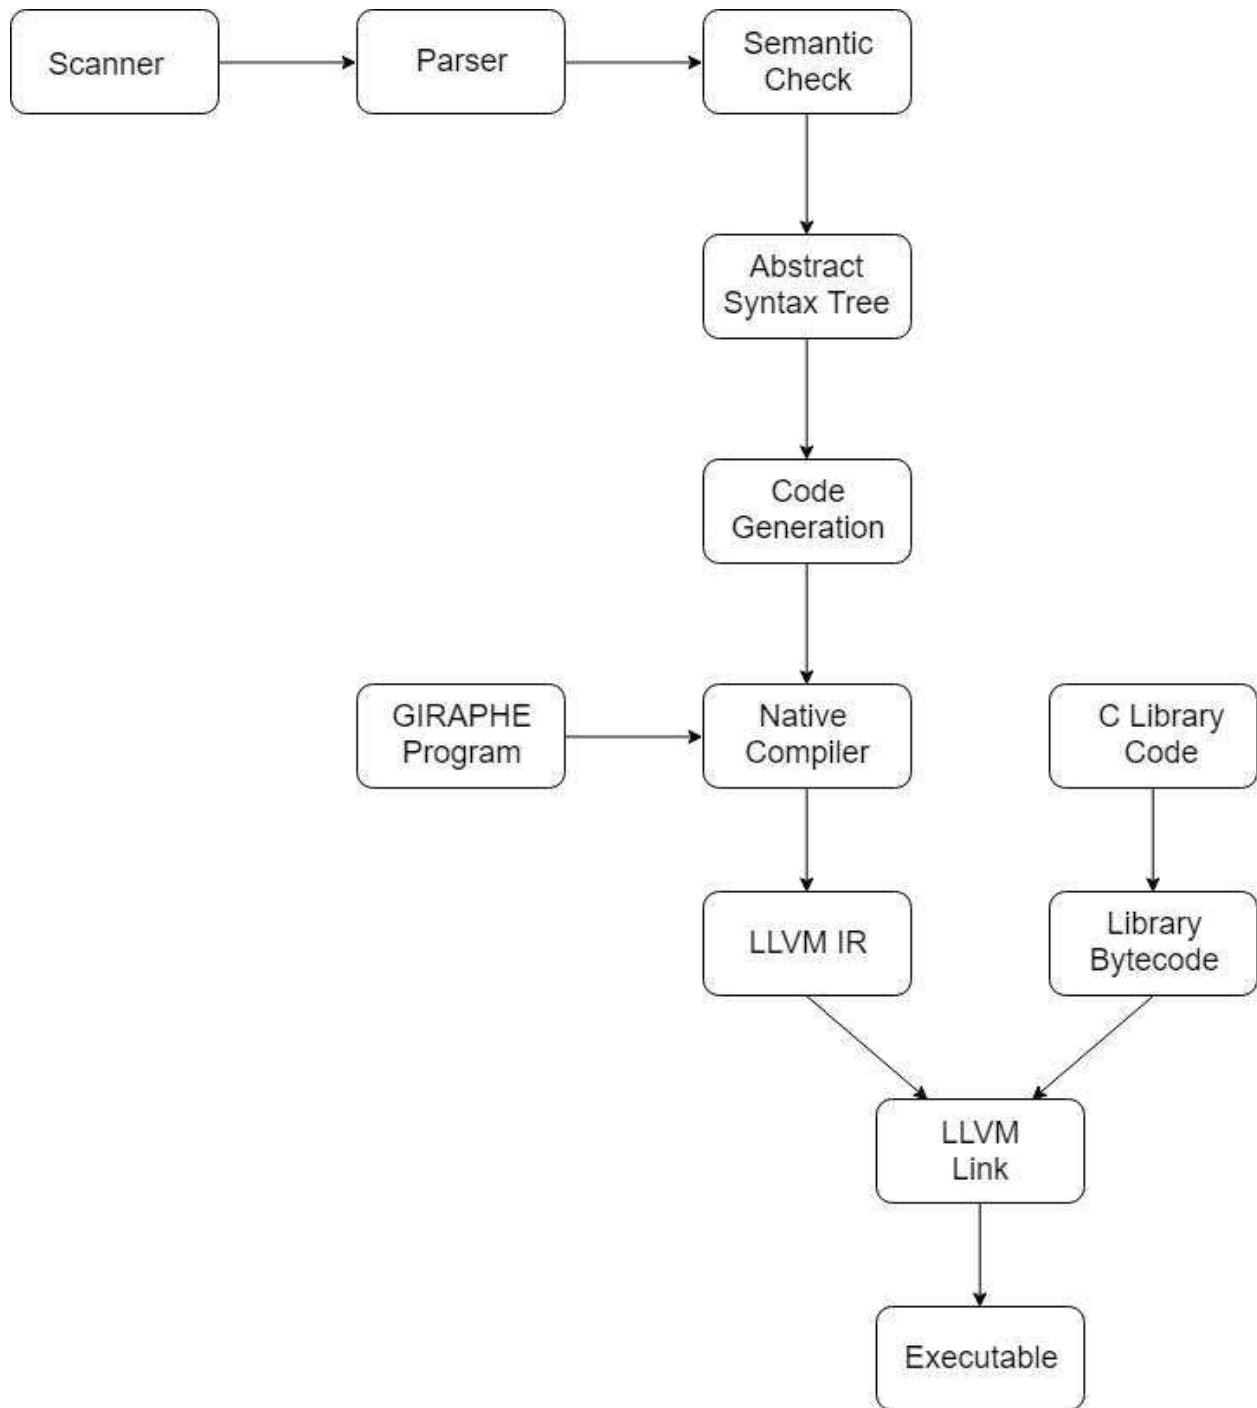 Scanner
Parser
Semantic
Check
Abstract
Syntax Tree
Code
Generation
GIRAPHE
Program
Native
Compiler
C Library
Code
LLVM IR
Library
Bytecode
LLVM
Link
Executable